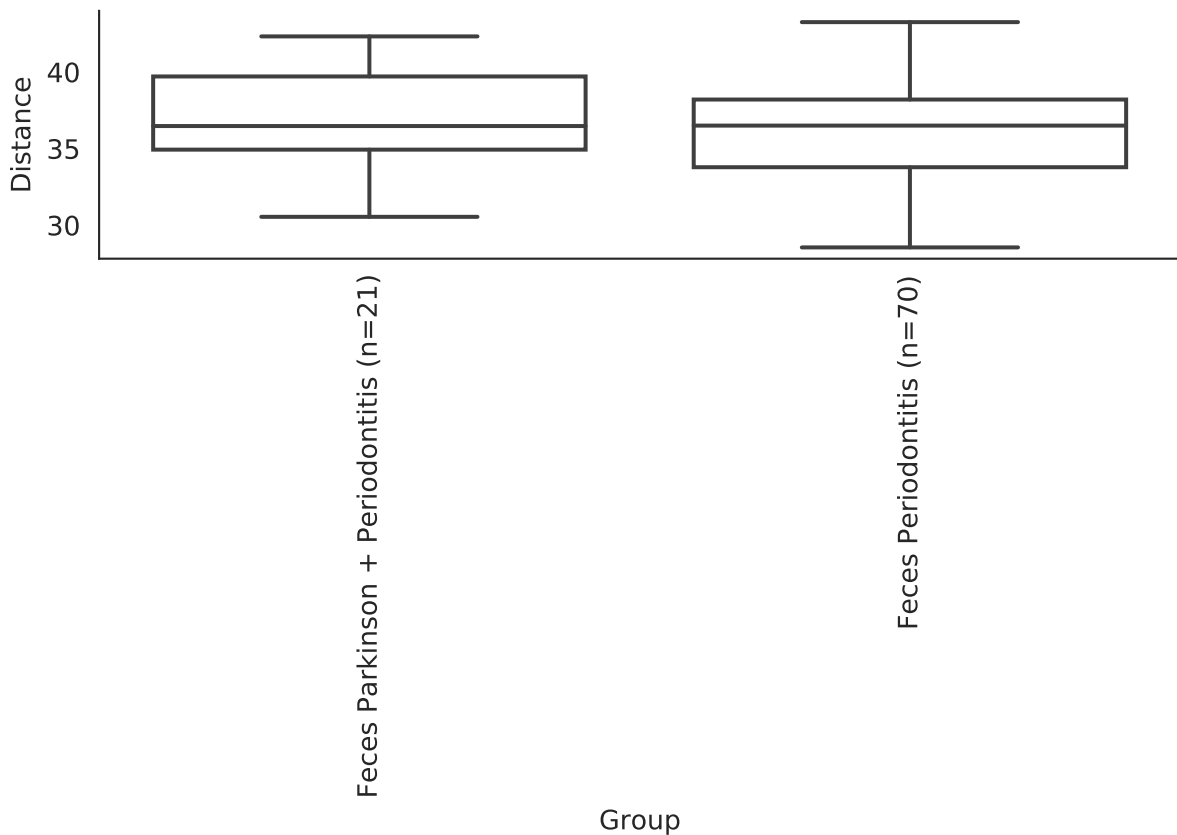 Distance
40
35
30
Feces Parkinson + Periodontitis (n=21)
Feces Periodontitis (n=70)
Group